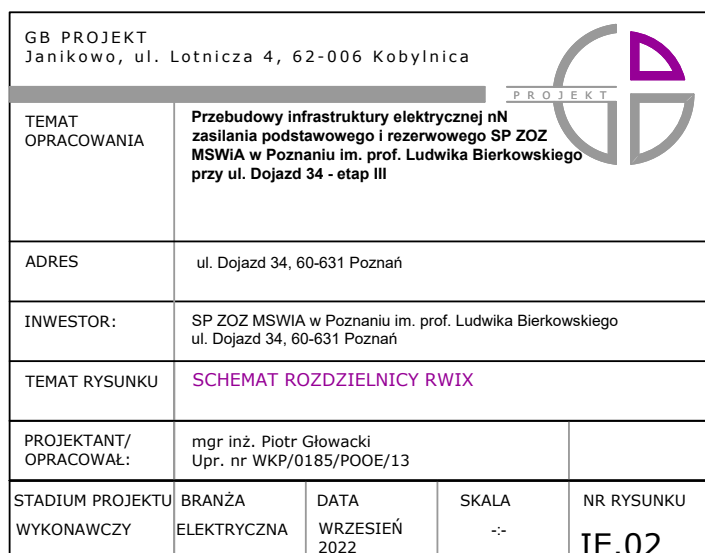 GB PROJEKT
Janikowo, ul. Lotnicza 4, 62-006 Kobylnica
PROJEKT
TEMAT
OPRACOWANIA
Przebudowy infrastruktury elektrycznej nN
zasilania podstawowego i rezerwowego SP ZOZ
MSWiA w Poznaniu im. prof. Ludwika Bierkowskiego
przy ul. Dojazd 34 - etap III
ADRES
ul. Dojazd 34, 60-631 Poznań
INWESTOR:
SP ZOZ MSWIA w Poznaniu im. prof. Ludwika Bierkowskiego
ul. Dojazd 34, 60-631 Poznań
TEMAT RYSUNKU
SCHEMAT ROZDZIELNICY RWIX
PROJEKTANT/
OPRACOWAŁ:
mgr inż. Piotr Głowacki
Upr. nr WKP/0185/POOE/13
STADIUM PROJEKTU
WYKONAWCZY
BRANŻA
ELEKTRYCZNA
DATA
WRZESIEŃ
2022
SKALA
-:-
NR RYSUNKU
IE.02